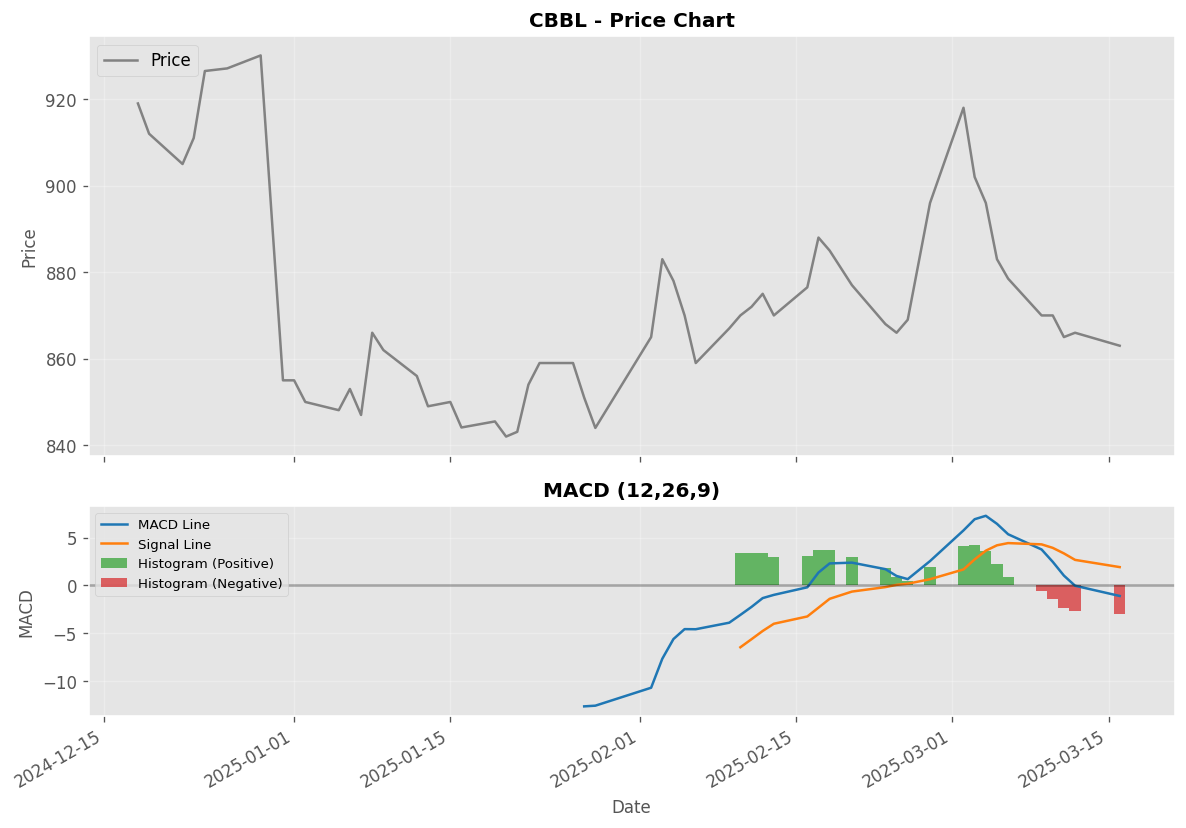 CBBL - Price Chart
Price
920
900
880
860
840
Price
MACD (12,26,9)
MACD Line
Signal Line
Histogram (Positive)
Histogram (Negative)
5
0
−5
−10
MACD
2024-12-15
2025-01-01
2025-01-15
2025-02-01
2025-02-15
2025-03-01
2025-03-15
Date